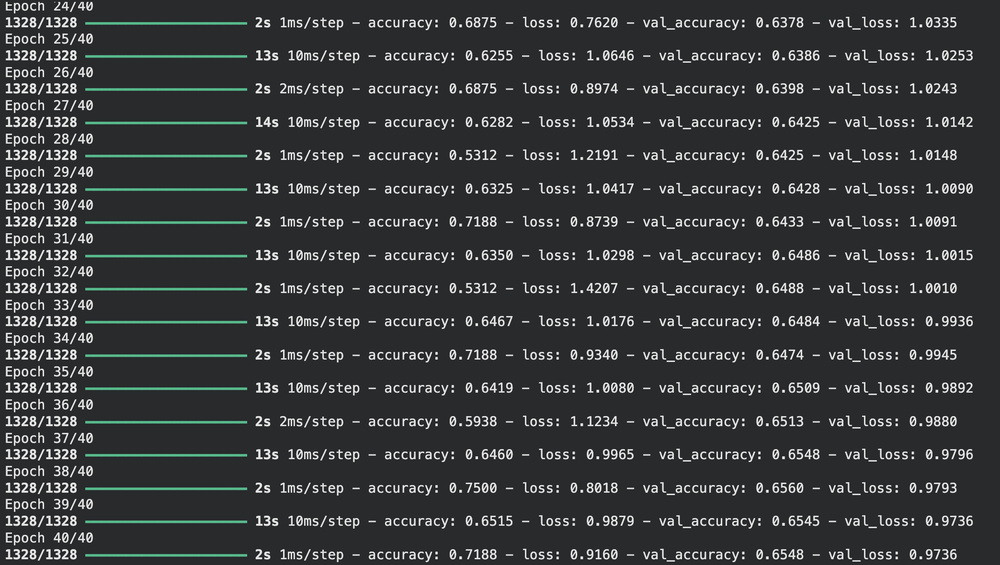 Epoch 24/40
1328/1328 ━━━━━━━━━━━━━━━━━━━━ 2s 1ms/step – accuracy: 0.6875 – loss: 0.7620 – val_accuracy: 0.6378 – val_loss: 1.0335
Epoch 25/40
1328/1328 ━━━━━━━━━━━━━━━━━━━━ 13s 10ms/step – accuracy: 0.6255 – loss: 1.0646 – val_accuracy: 0.6386 – val_loss: 1.0253
Epoch 26/40
1328/1328 ━━━━━━━━━━━━━━━━━━━━ 2s 2ms/step – accuracy: 0.6875 – loss: 0.8974 – val_accuracy: 0.6398 – val_loss: 1.0243
Epoch 27/40
1328/1328 ━━━━━━━━━━━━━━━━━━━━ 14s 10ms/step – accuracy: 0.6282 – loss: 1.0534 – val_accuracy: 0.6425 – val_loss: 1.0142
Epoch 28/40
1328/1328 ━━━━━━━━━━━━━━━━━━━━ 2s 1ms/step – accuracy: 0.5312 – loss: 1.2191 – val_accuracy: 0.6425 – val_loss: 1.0148
Epoch 29/40
1328/1328 ━━━━━━━━━━━━━━━━━━━━ 13s 10ms/step – accuracy: 0.6325 – loss: 1.0417 – val_accuracy: 0.6428 – val_loss: 1.0090
Epoch 30/40
1328/1328 ━━━━━━━━━━━━━━━━━━━━ 2s 1ms/step – accuracy: 0.7188 – loss: 0.8739 – val_accuracy: 0.6433 – val_loss: 1.0091
Epoch 31/40
1328/1328 ━━━━━━━━━━━━━━━━━━━━ 13s 10ms/step – accuracy: 0.6350 – loss: 1.0298 – val_accuracy: 0.6486 – val_loss: 1.0015
Epoch 32/40
1328/1328 ━━━━━━━━━━━━━━━━━━━━ 2s 1ms/step – accuracy: 0.5312 – loss: 1.4207 – val_accuracy: 0.6488 – val_loss: 1.0010
Epoch 33/40
1328/1328 ━━━━━━━━━━━━━━━━━━━━ 13s 10ms/step – accuracy: 0.6467 – loss: 1.0176 – val_accuracy: 0.6484 – val_loss: 0.9936
Epoch 34/40
1328/1328 ━━━━━━━━━━━━━━━━━━━━ 2s 1ms/step – accuracy: 0.7188 – loss: 0.9340 – val_accuracy: 0.6474 – val_loss: 0.9945
Epoch 35/40
1328/1328 ━━━━━━━━━━━━━━━━━━━━ 13s 10ms/step – accuracy: 0.6419 – loss: 1.0080 – val_accuracy: 0.6509 – val_loss: 0.9892
Epoch 36/40
1328/1328 ━━━━━━━━━━━━━━━━━━━━ 2s 2ms/step – accuracy: 0.5938 – loss: 1.1234 – val_accuracy: 0.6513 – val_loss: 0.9880
Epoch 37/40
1328/1328 ━━━━━━━━━━━━━━━━━━━━ 13s 10ms/step – accuracy: 0.6460 – loss: 0.9965 – val_accuracy: 0.6548 – val_loss: 0.9796
Epoch 38/40
1328/1328 ━━━━━━━━━━━━━━━━━━━━ 2s 1ms/step – accuracy: 0.7500 – loss: 0.8018 – val_accuracy: 0.6560 – val_loss: 0.9793
Epoch 39/40
1328/1328 ━━━━━━━━━━━━━━━━━━━━ 13s 10ms/step – accuracy: 0.6515 – loss: 0.9879 – val_accuracy: 0.6545 – val_loss: 0.9736
Epoch 40/40
1328/1328 ━━━━━━━━━━━━━━━━━━━━ 2s 1ms/step – accuracy: 0.7188 – loss: 0.9160 – val_accuracy: 0.6548 – val_loss: 0.9736